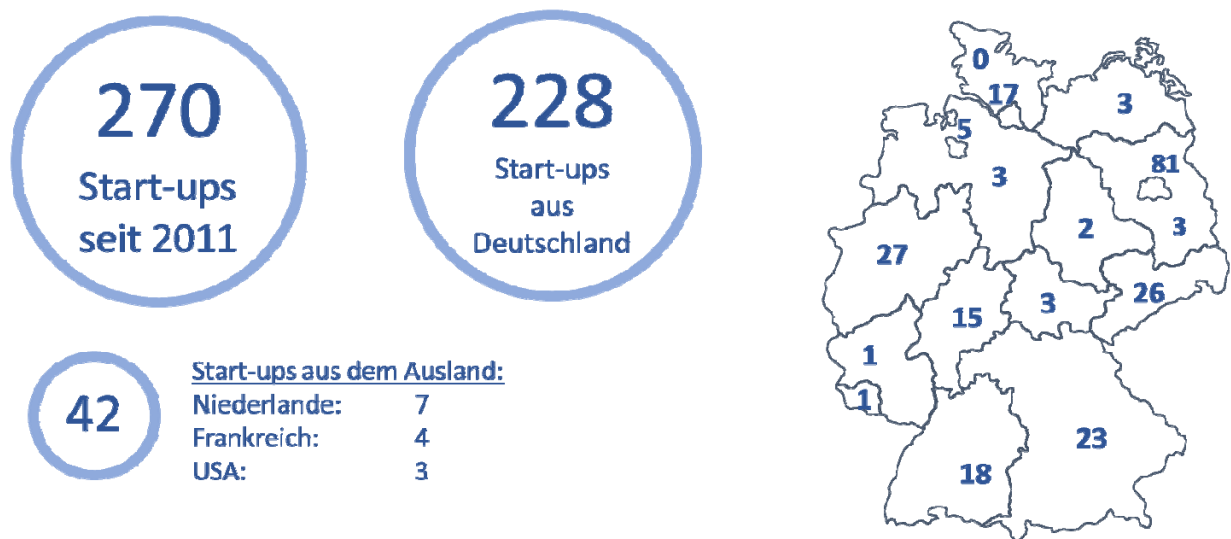 270
Start-ups
seit 2011
228
Start-ups
aus
Deutschland
42
Start-ups aus dem Ausland:
Niederlande: 7
Frankreich: 4
USA: 3
0
17
3
5
81
3
2
3
27
26
3
15
1
1
23
18